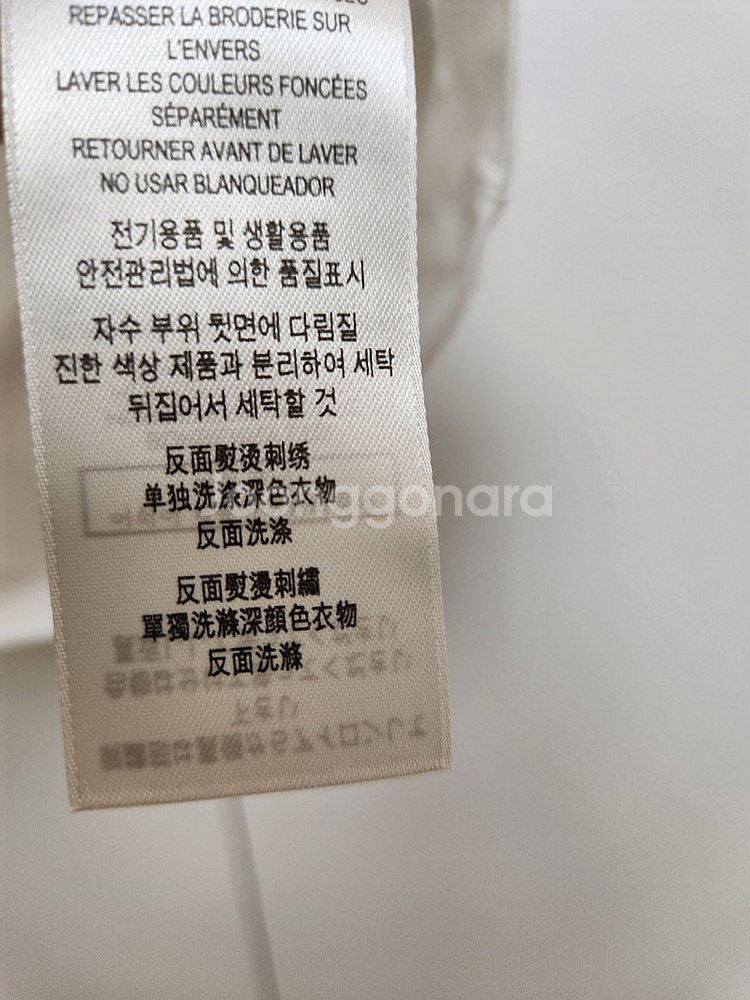 REPASSER LA BRODERIE SUR
L'ENVERS
LAVER LES COULEURS FONCÉES
SÉPARÉMENT
RETOURNER AVANT DE LAVER
NO USAR BLANQUEADOR
전기용품 및 생활용품
안전관리법에 의한 품질표시
자수 부위 뒷면에 다림질
진한 색상 제품과 분리하여 세탁
뒤집어서 세탁할 것
反面熨烫刺绣
单独洗涤深色衣物
反面洗涤
反面熨燙刺繡
單獨洗滌深顏色衣物
反面洗滌